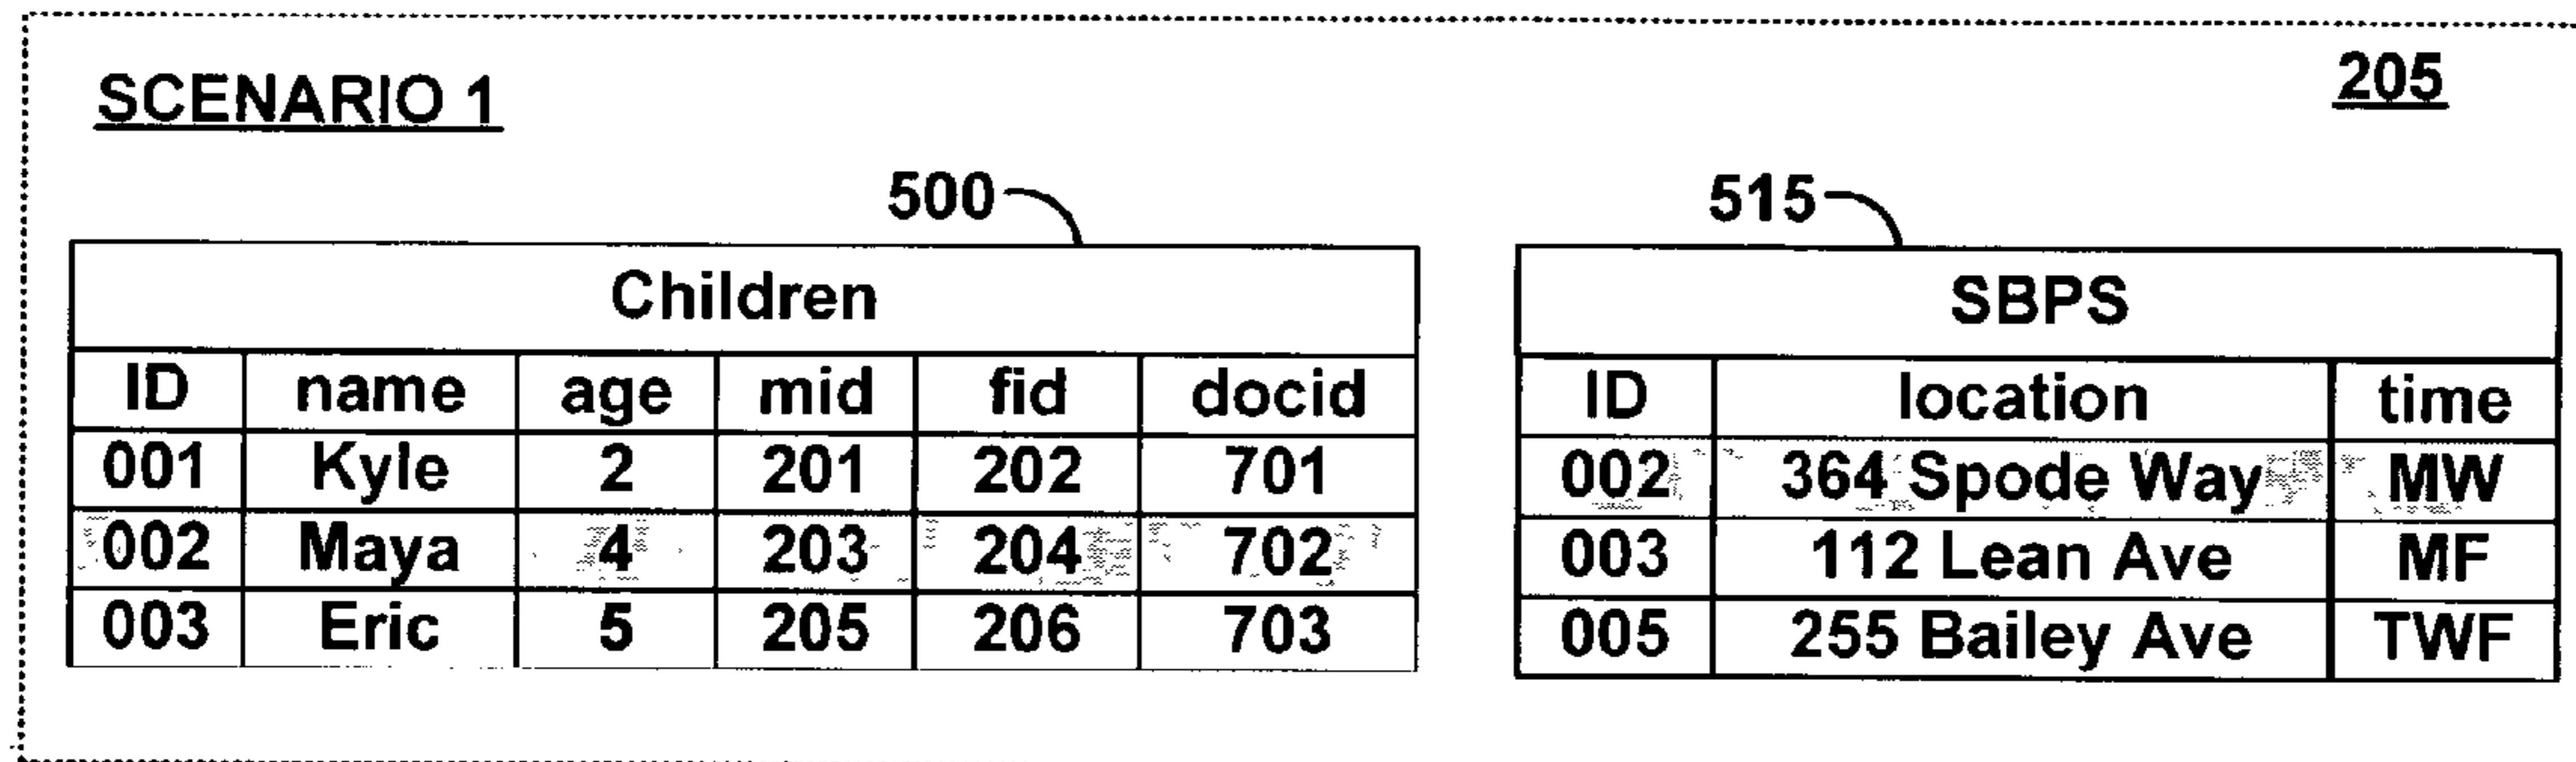 SCENARIO 1
205
500
515
Children
ID name age mid fid docid
001 Kyle 2 201 202 701
002 Maya 4 203 204 702
003 Eric 5 205 206 703
SBPS
ID location time
002 364 Spode Way MW
003 112 Lean Ave MF
005 255 Bailey Ave TWF